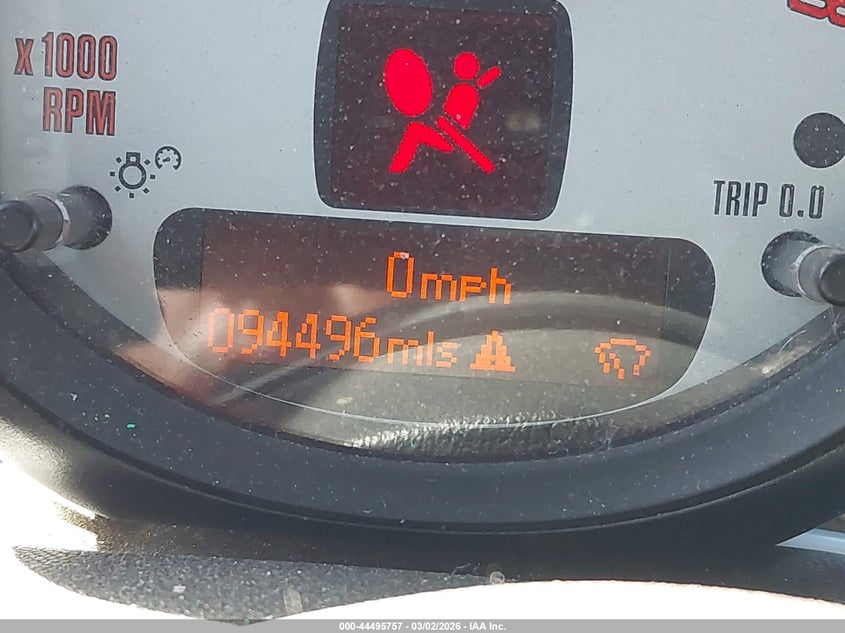 x 1000
RPM
TRIP 0.0
0mph
094496mls
000-44495757 - 03/02/2026 - IAA Inc.